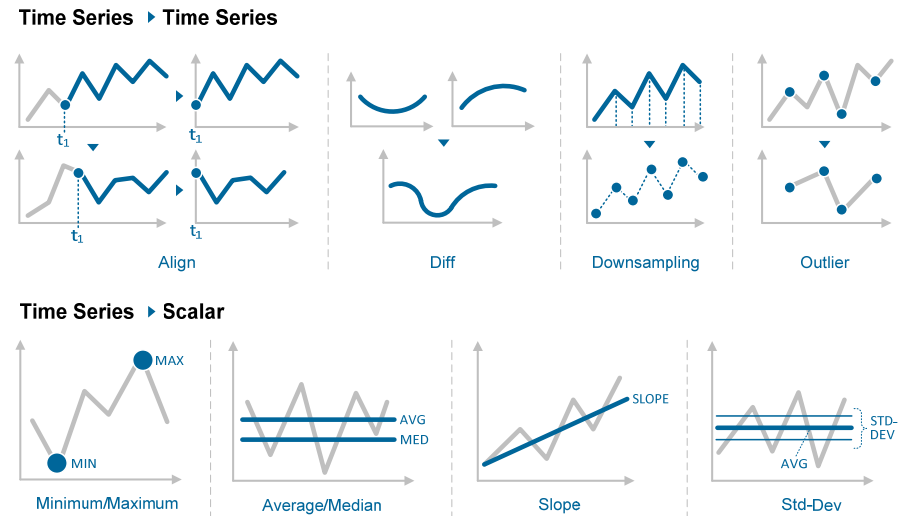 Time Series Time Series
t1
t1
t1
t1
Align
Diff
Downsampling
Outlier
Time Series Scalar
MAX
MIN
AVG
MED
SLOPE
STD-
DEV
AVG
Minimum/Maximum
Average/Median
Slope
Std-Dev